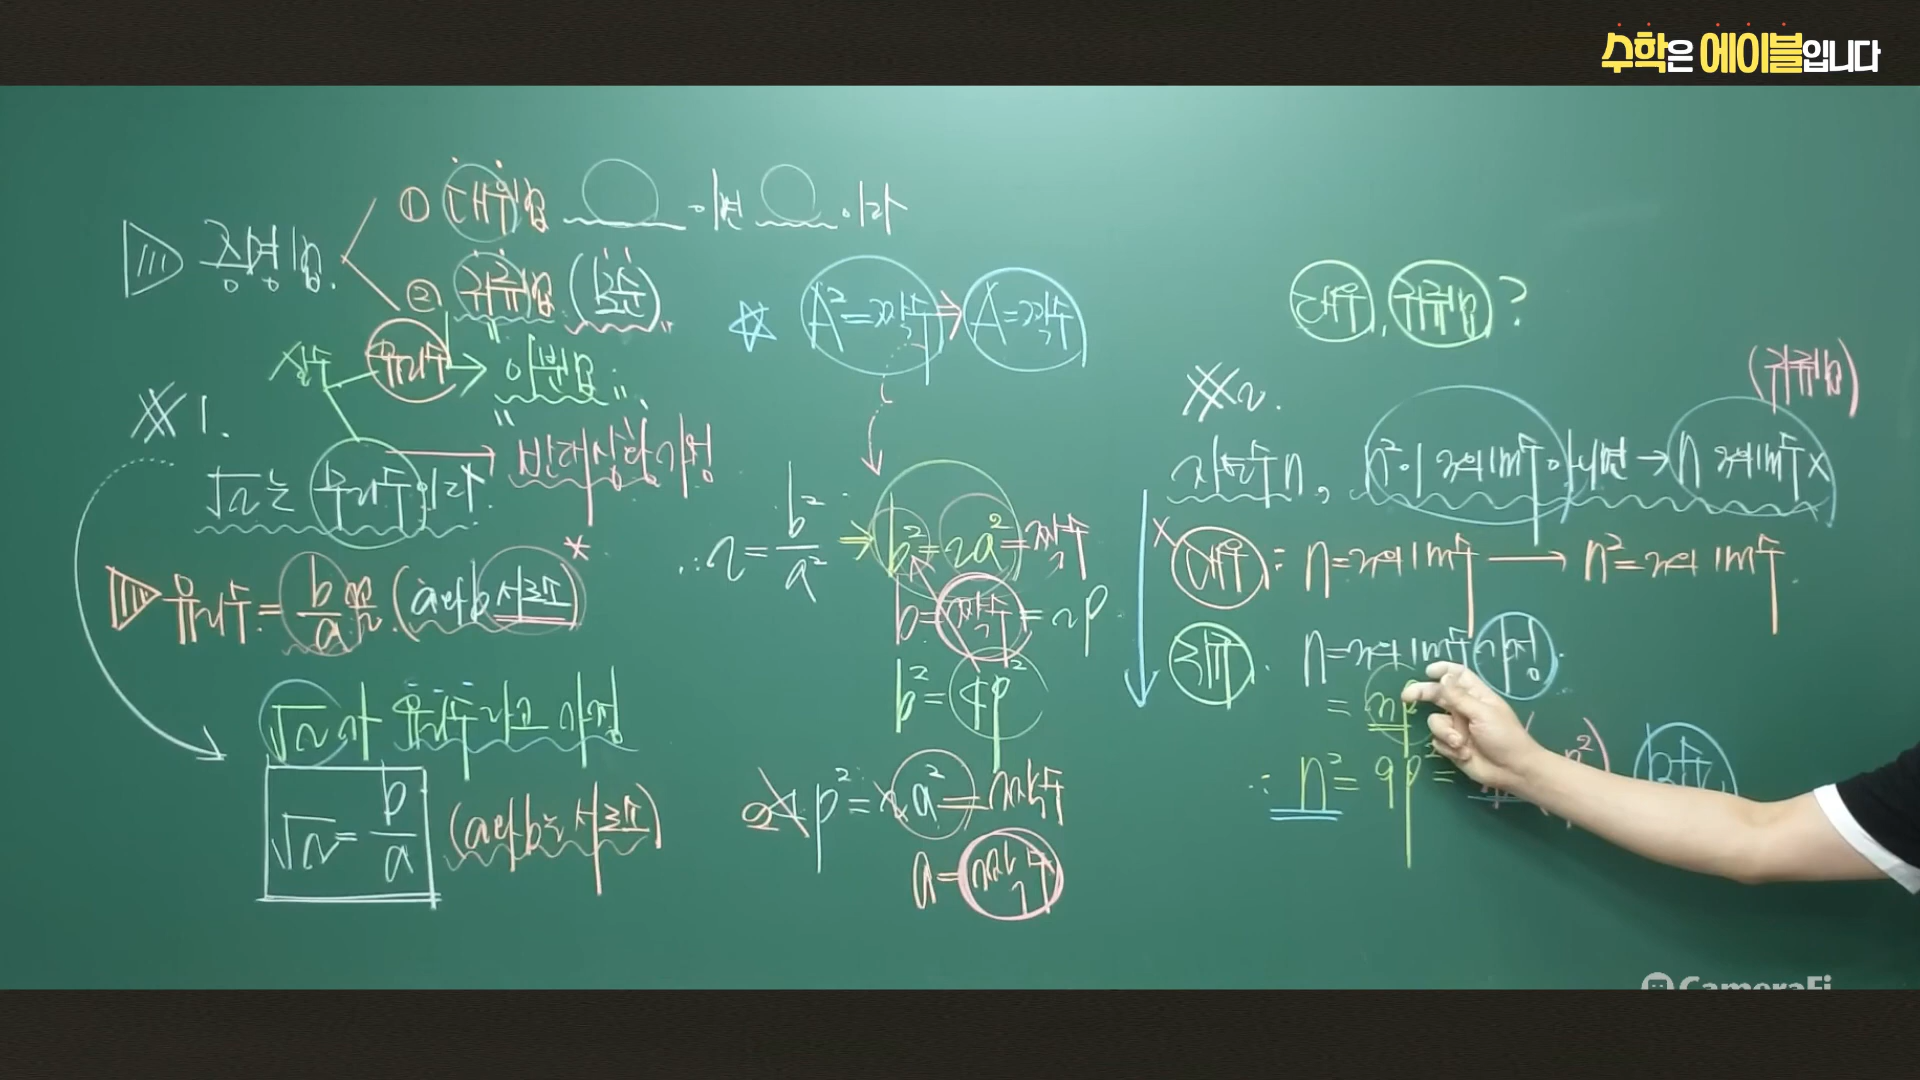 수학은 에이블입니다
증명법.
① 대우법 이면 이다
② 귀류법 (모순)
실수 유리수 → 이분법
※ 1.
√2는 무리수이다. → 반대상황가정
유리수 = b/a 꼴. (a와 b 서로소) *
√2가 유리수라고 가정
√2 = b/a (a와 b는 서로소)
☆ A² = 짝수 → A = 짝수
∴ 2 = b²/a² ⇒ b² = 2a² = 짝수
b = 짝수 = 2p
b² = 4p²
p² = a² = 짝수
a = 짝수
대우, 귀류법 ?
※ 2. (귀류법)
자연수 n, n²이 3의 배수 아니면 → n 3의 배수 x
x 대우 : n = 3의 배수 → n² = 3의 배수.
귀류. n = 3의 배수 가정.
= 3p
∴ n² = 9p² =
CameraFi